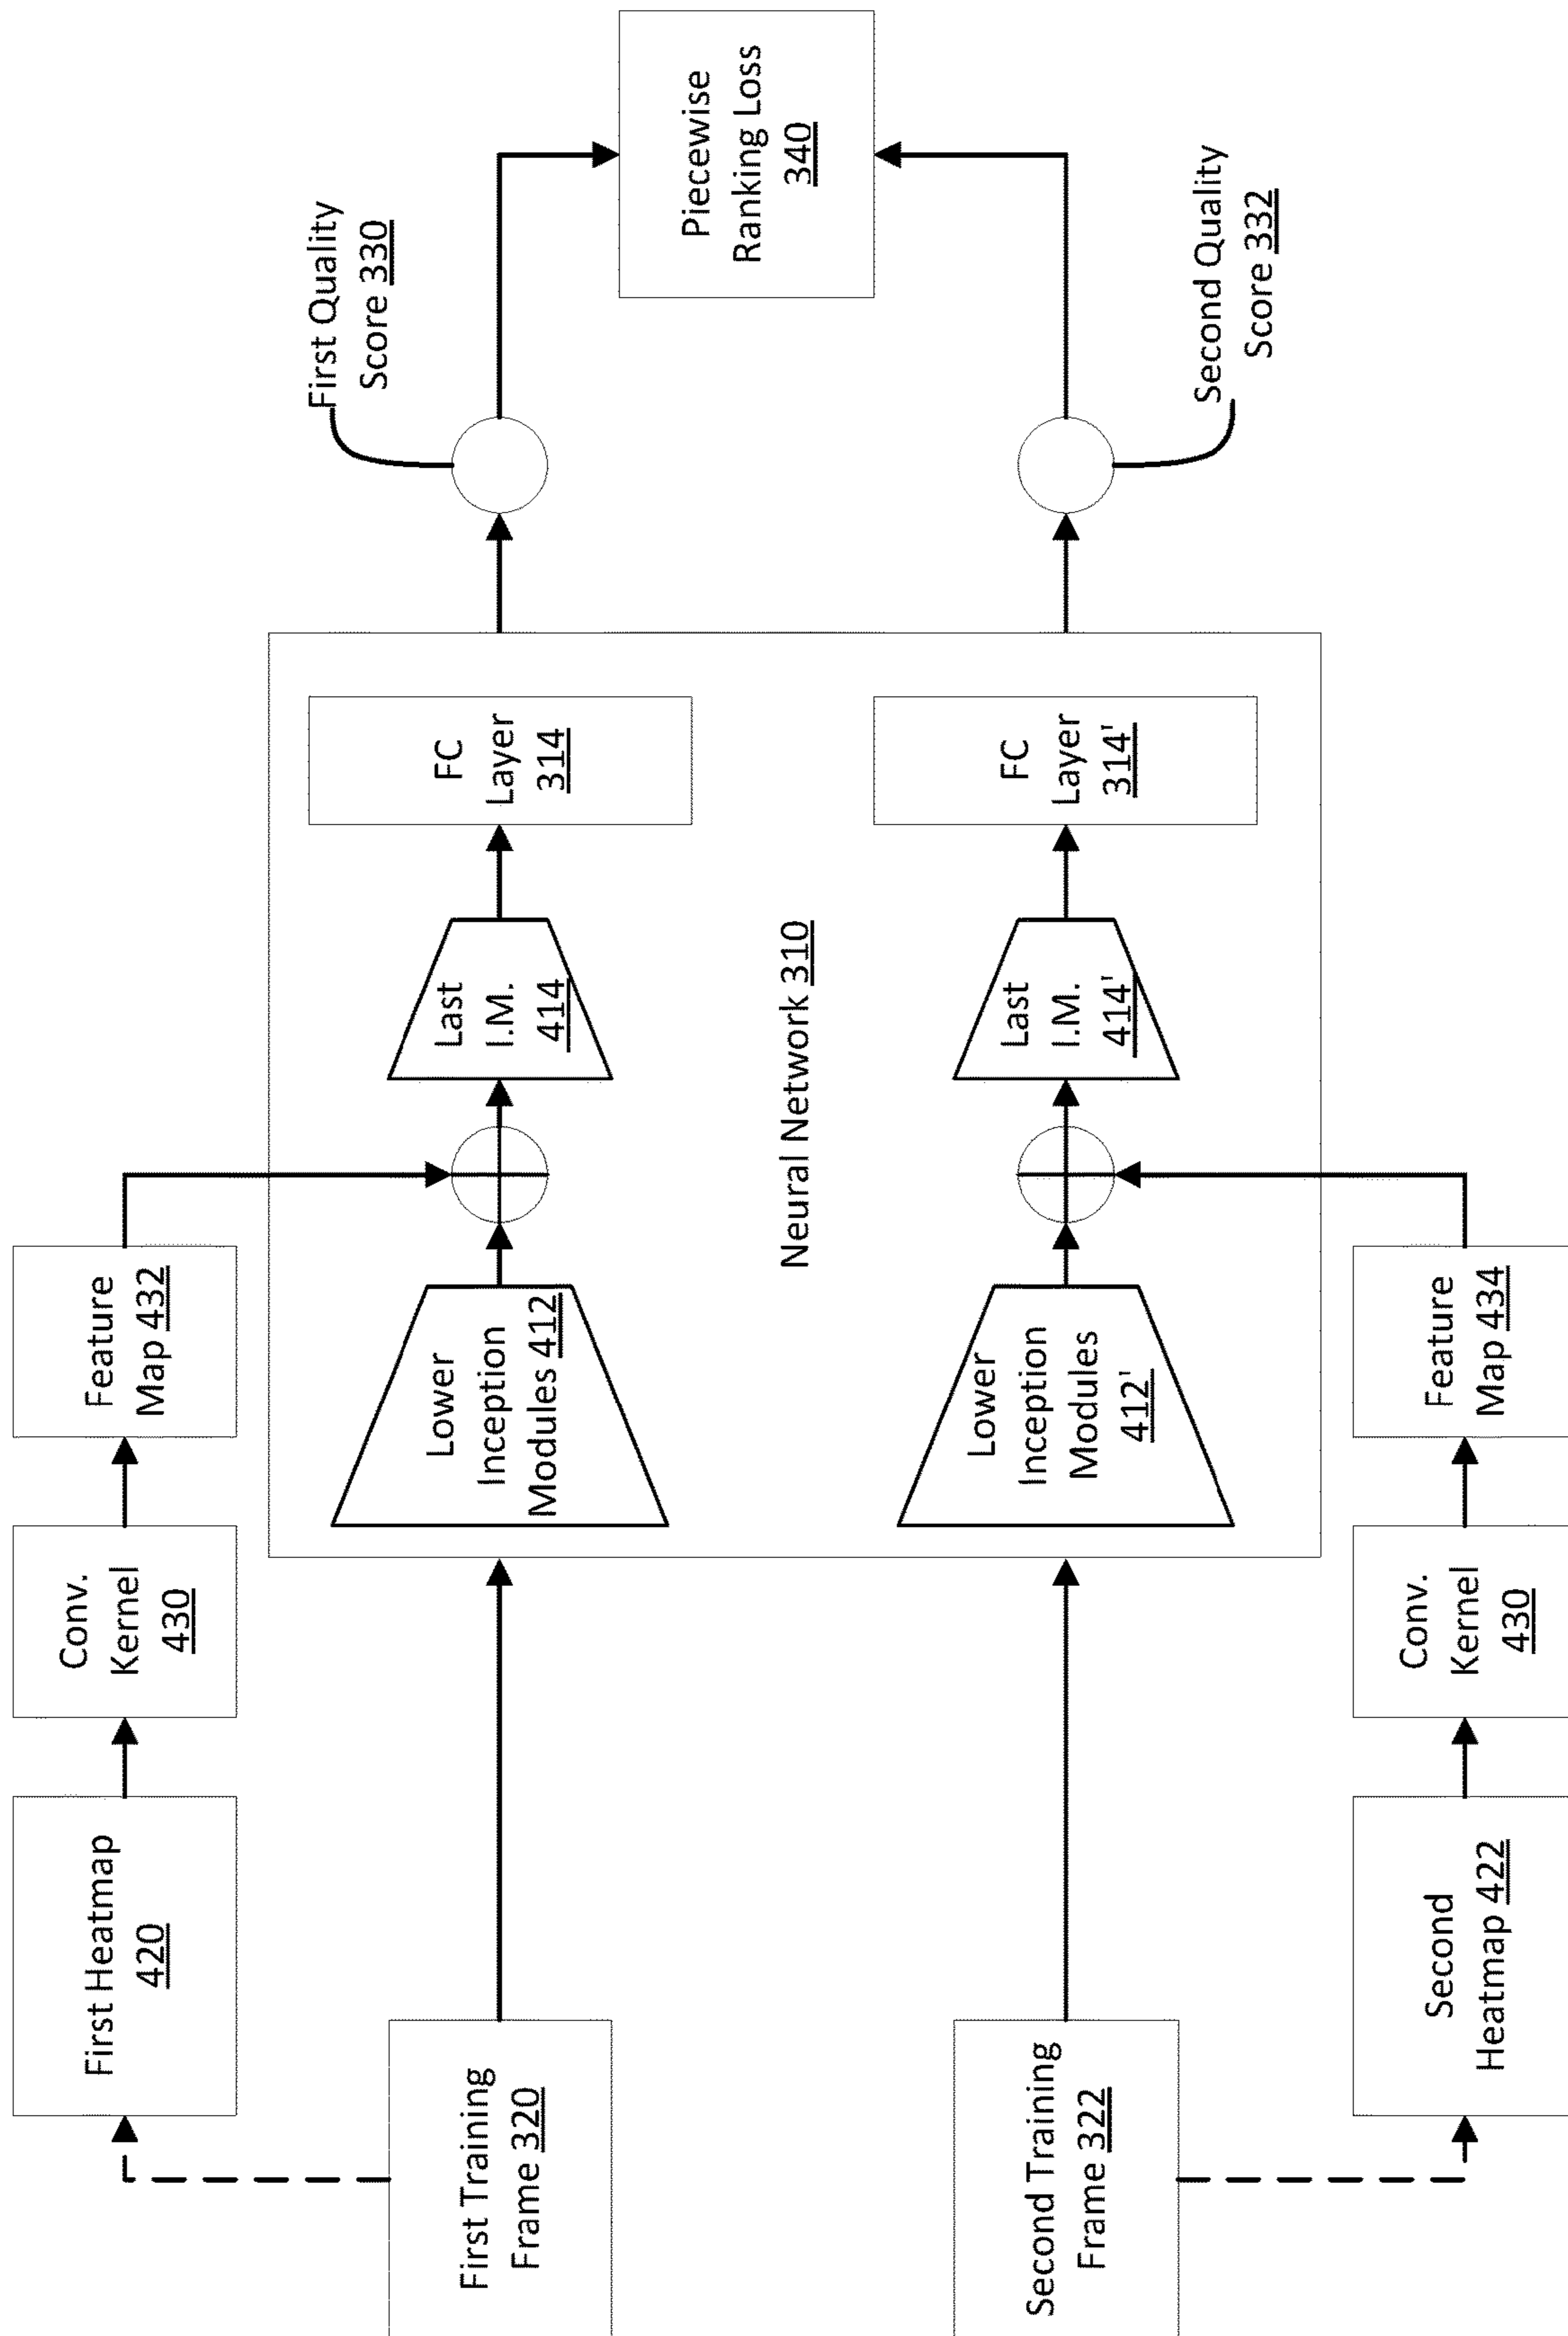 First Heatmap
420
Conv.
Kernel
430
Feature
Map 432
First Training
Frame 320
Lower
Inception
Modules 412
Last
I.M.
414
FC
Layer
314
First Quality
Score 330
Neural Network 310
Piecewise
Ranking Loss
340
Second Training
Frame 322
Lower
Inception
Modules
412'
Last
I.M.
414'
FC
Layer
314'
Second Quality
Score 332
Second
Heatmap 422
Conv.
Kernel
430
Feature
Map 434